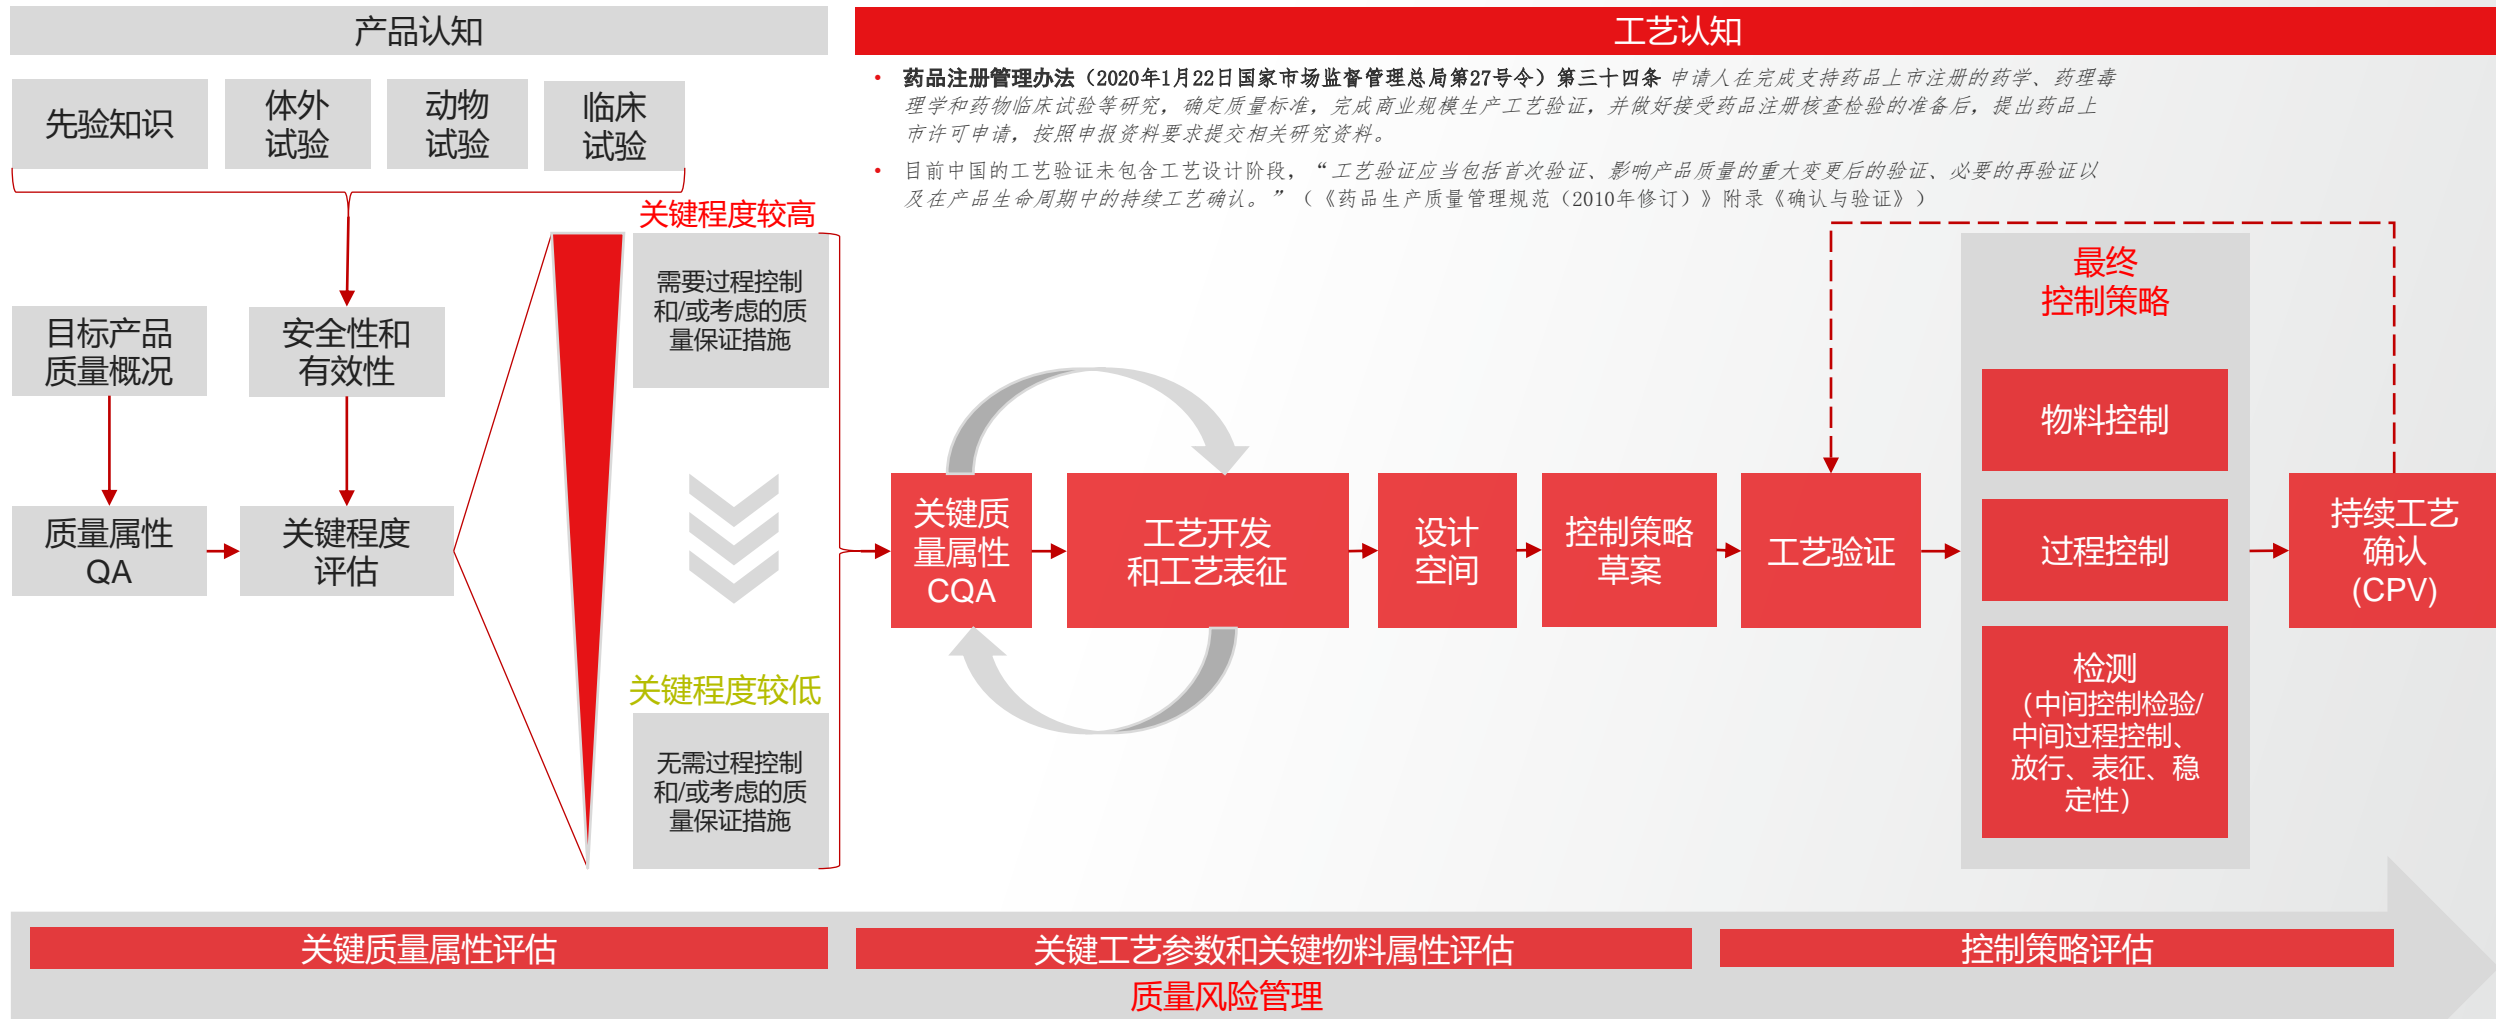 产品认知
工艺认知
先验知识
体外
试验
动物
试验
临床
试验
• 药品注册管理办法（2020年1月22日国家市场监督管理总局第27号令）第三十四条 申请人在完成支持药品上市注册的药学、药理毒
理学和药物临床试验等研究，确定质量标准，完成商业规模生产工艺验证，并做好接受药品注册核查检验的准备后，提出药品上
市许可申请，按照申报资料要求提交相关研究资料。
• 目前中国的工艺验证未包含工艺设计阶段，“工艺验证应当包括首次验证、影响产品质量的重大变更后的验证、必要的再验证以
及在产品生命周期中的持续工艺确认。”（《药品生产质量管理规范（2010年修订）》附录《确认与验证》）
目标产品
质量概况
安全性和
有效性
质量属性
QA
关键程度
评估
关键程度较高
需要过程控制
和/或考虑的质
量保证措施
关键程度较低
无需过程控制
和/或考虑的质
量保证措施
关键质
量属性
CQA
工艺开发
和工艺表征
设计
空间
控制策略
草案
工艺验证
最终
控制策略
物料控制
过程控制
检测
（中间控制检验/
中间过程控制、
放行、表征、稳
定性）
持续工艺
确认
(CPV)
关键质量属性评估
关键工艺参数和关键物料属性评估
控制策略评估
质量风险管理